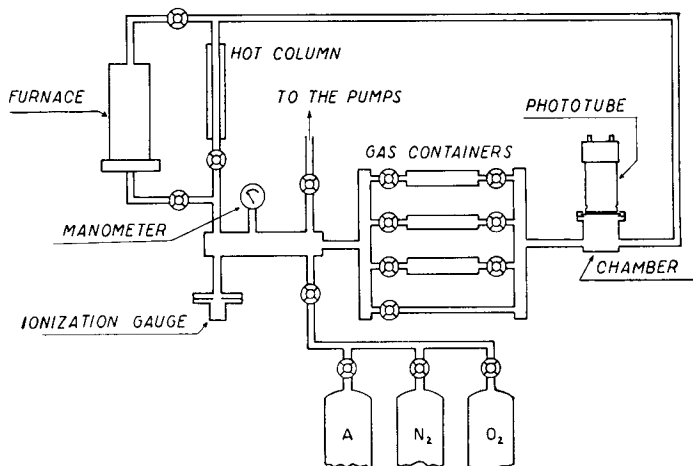 HOT COLUMN
FURNACE
TO THE PUMPS
PHOTOTUBE
GAS CONTAINERS
MANOMETER
CHAMBER
IONIZATION GAUGE
A
N₂
O₂